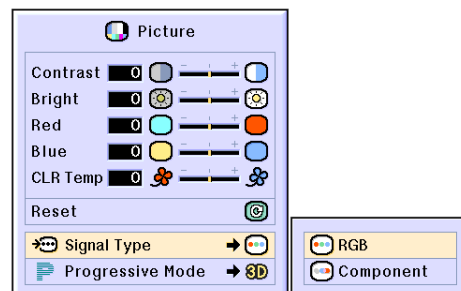 Picture
Contrast 0
Bright 0
Red 0
Blue 0
CLR Temp 0
Reset
Signal Type
RGB
Progressive Mode 3D
Component